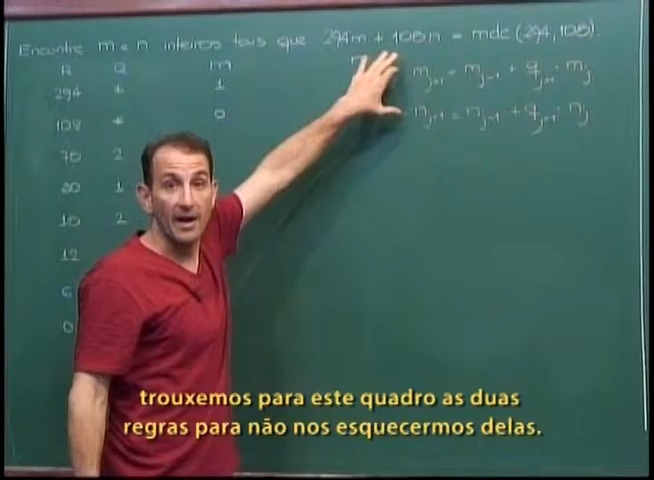 Encontre m e n inteiros tais que 294m + 108n = mdc (294,108).
R Q m n m_{j+1} = m_{j-1} + q_{j+1} · m_j
294 * 1
108 * 0 n_{j+1} = n_{j-1} + q_{j+1} · n_j
78 2
30 1
18 2
12
6
0
trouxemos para este quadro as duas
regras para não nos esquecermos delas.